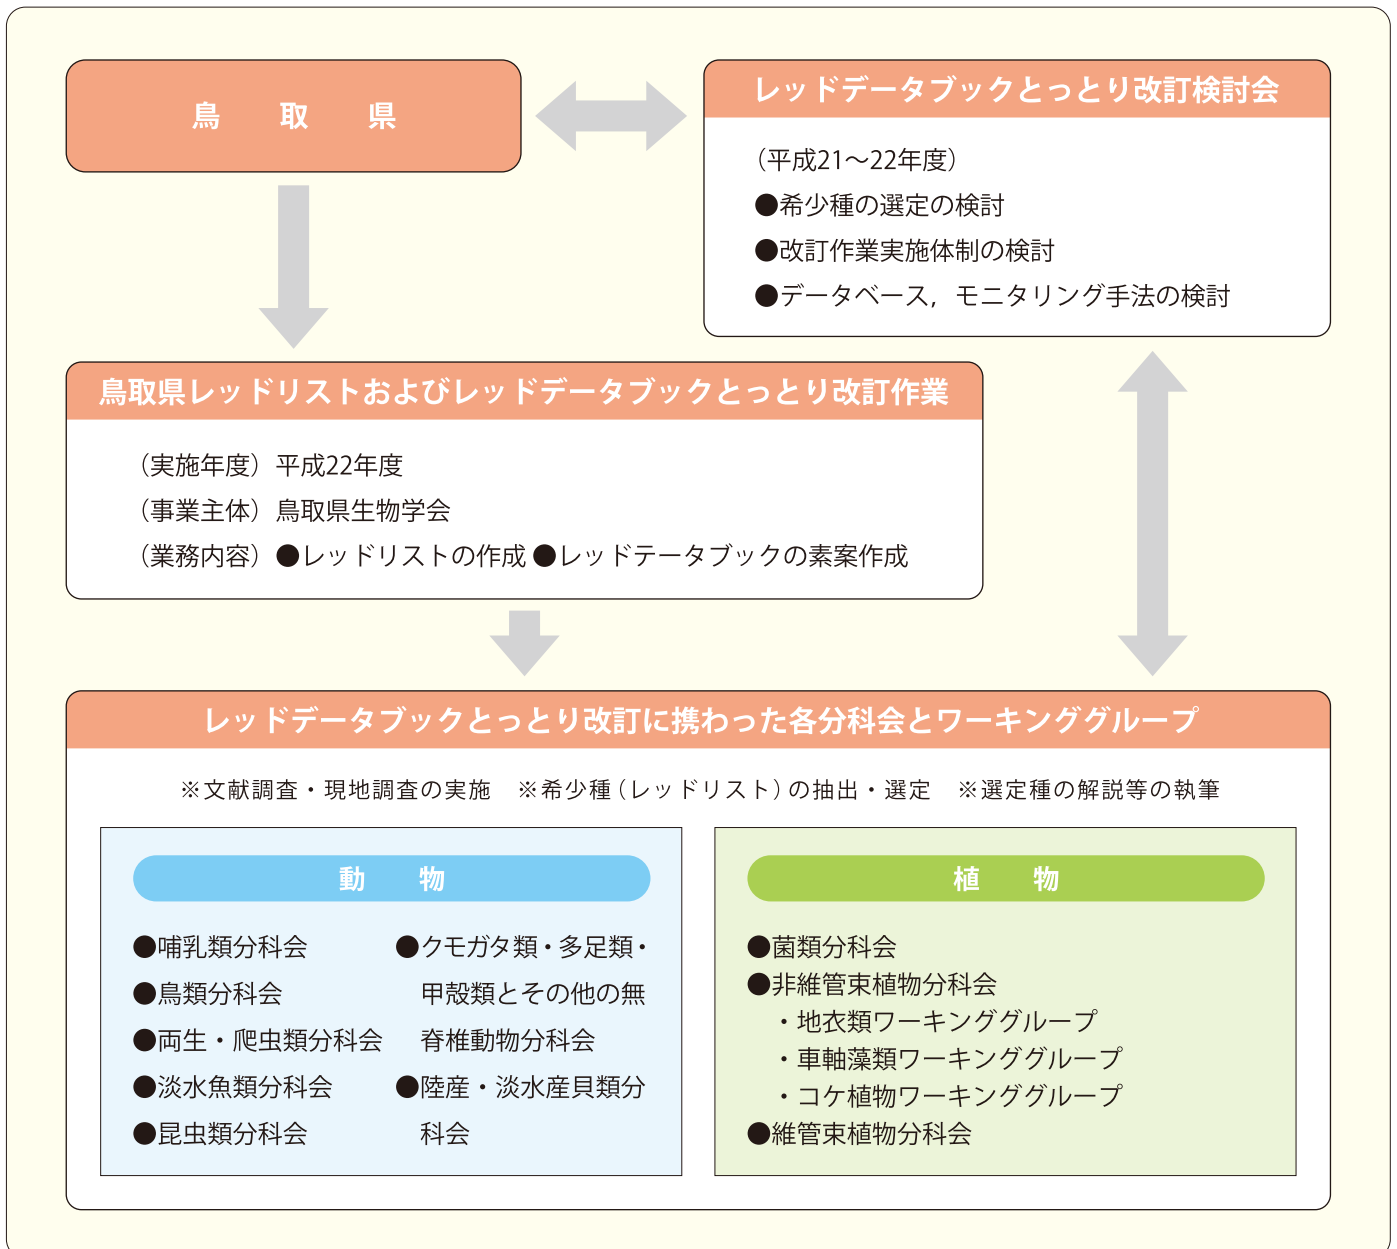 鳥　取　県
レッドデータブックとっとり改訂検討会
（平成21～22年度）
●希少種の選定の検討
●改訂作業実施体制の検討
●データベース，モニタリング手法の検討
鳥取県レッドリストおよびレッドデータブックとっとり改訂作業
（実施年度）平成22年度
（事業主体）鳥取県生物学会
（業務内容）●レッドリストの作成 ●レッドテータブックの素案作成
レッドデータブックとっとり改訂に携わった各分科会とワーキンググループ
※文献調査・現地調査の実施　※希少種（レッドリスト）の抽出・選定　※選定種の解説等の執筆
動　物
●哺乳類分科会
●鳥類分科会
●両生・爬虫類分科会
●淡水魚類分科会
●昆虫類分科会
●クモガタ類・多足類・
甲殻類とその他の無
脊椎動物分科会
●陸産・淡水産貝類分
科会
植　物
●菌類分科会
●非維管束植物分科会
・地衣類ワーキンググループ
・車軸藻類ワーキンググループ
・コケ植物ワーキンググループ
●維管束植物分科会